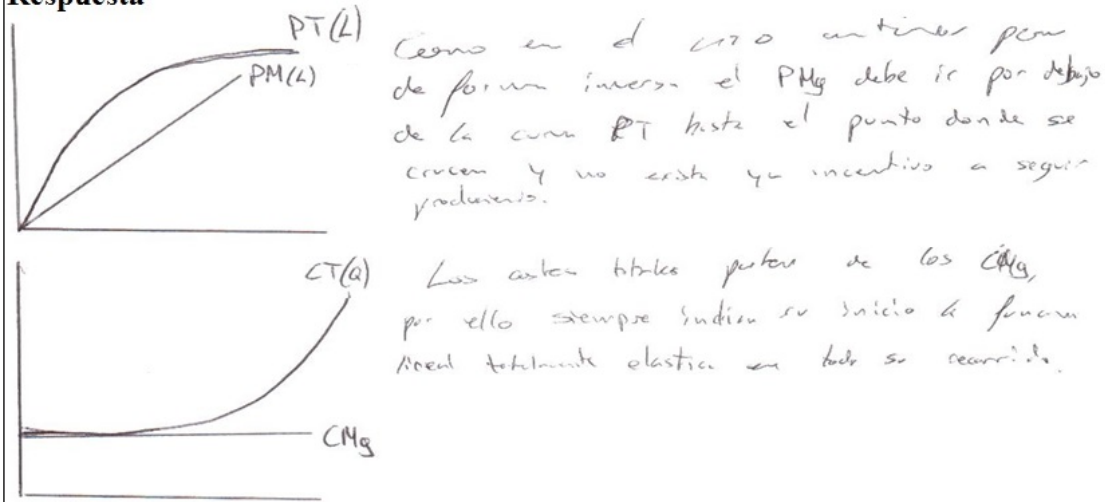 Respuesta
PT(L)
PM(L)
Como en el caso anterior pero
de forma inversa el PMg debe ir por debajo
de la curva PT hasta el punto donde se
crucen y no exista ya incentivo a seguir
CT(Q)
CMg
Los costes totales parten de los CMg,
por ello siempre indica su inicio la función
lineal totalmente elastica en todo su recorrido.